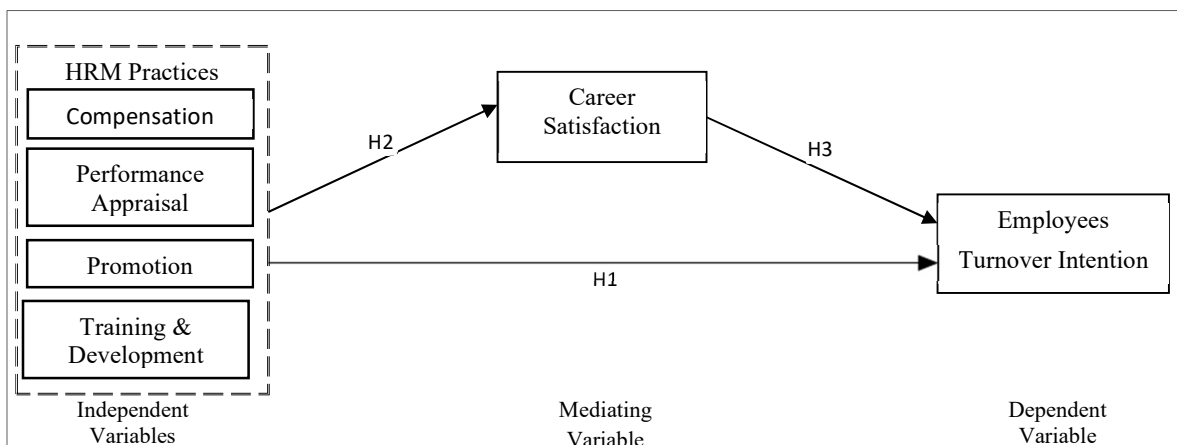 HRM Practices
Compensation
Performance
Appraisal
Promotion
Training &
Development
Independent
Variables
H2
H1
Career
Satisfaction
H3
Mediating
Variable
Employees
Turnover Intention
Dependent
Variable